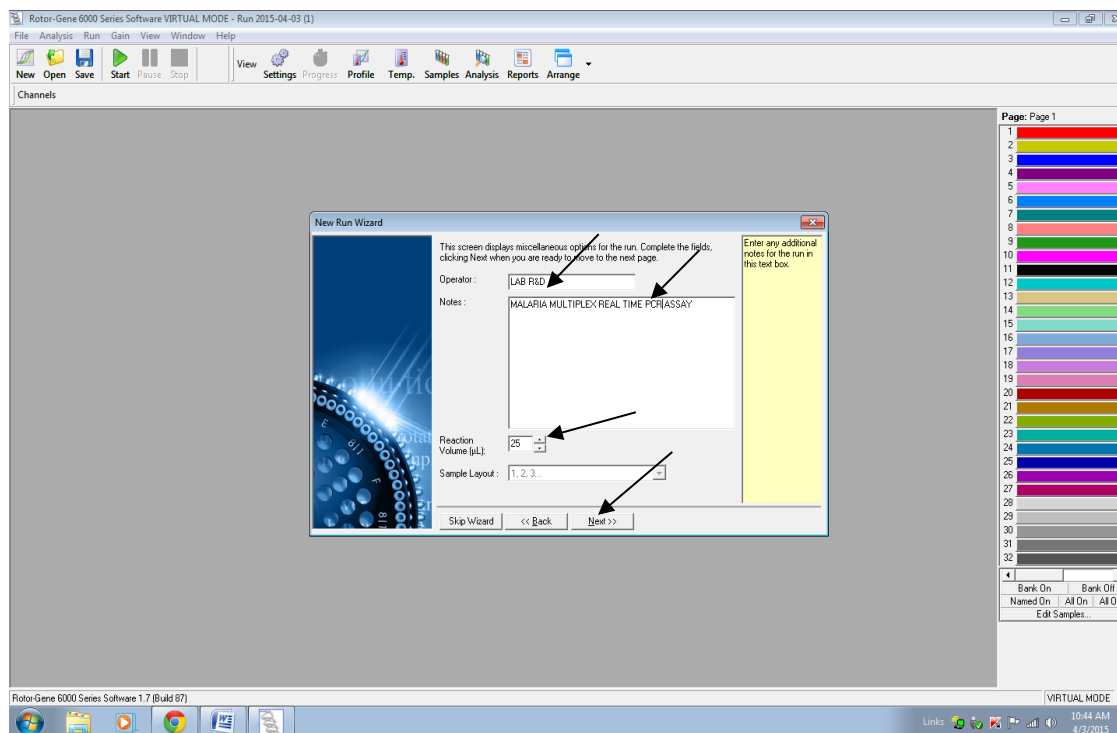 Rotor-Gene 6000 Series Software VIRTUAL MODE - Run 2015-04-03 (1)
File Analysis Run Gain View Window Help
New Open Save Start Pause Stop View Settings Progress Profile Temp. Samples Analysis Reports Arrange
Channels
Page: Page 1
1
2
3
4
5
6
7
8
9
10
11
12
13
14
15
16
17
18
19
20
21
22
23
24
25
26
27
28
29
30
31
32
Bank On Bank Off
Named On All On All O
Edit Samples...
New Run Wizard
This screen displays miscellaneous options for the run. Complete the fields,
clicking Next when you are ready to move to the next page.
Operator : LAB R&D
Notes : MALARIA MULTIPLEX REAL TIME PCR ASSAY
Reaction
Volume (µL): 25
Sample Layout : 1, 2, 3...
Skip Wizard << Back Next >>
Enter any additional
notes for the run in
this text box.
Rotor-Gene 6000 Series Software 1.7 (Build 87) VIRTUAL MODE
Links 10:44 AM
4/3/2015